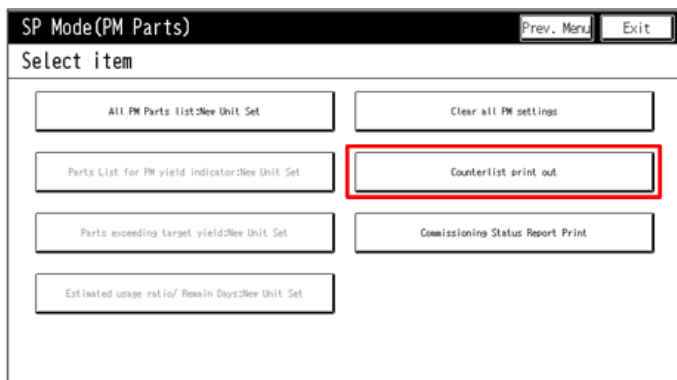 SP Mode(PM Parts)
Prev. Menu
Exit
Select item
All PM Parts list:New Unit Set
Clear all PM settings
Parts List for PM yield indicator:New Unit Set
Counterlist print out
Parts exceeding target yield:New Unit Set
Commissioning Status Report Print
Estimated usage ratio/ Remain Days:New Unit Set